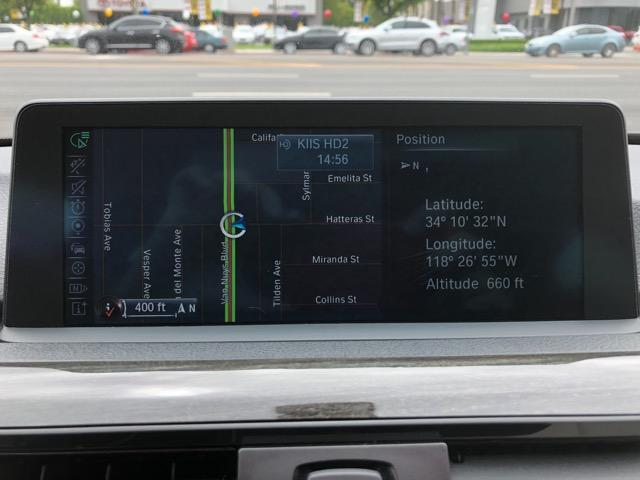 Califa
KIIS HD2
14:56
Emelita St
Sylmar
Hatteras St
Tobias Ave
Vesper Ave
del Monte Ave
Van Nuys Blvd
Tilden Ave
Miranda St
Collins St
400 ft
N
Position
N ,
Latitude:
34° 10' 32"N
Longitude:
118° 26' 55"W
Altitude 660 ft